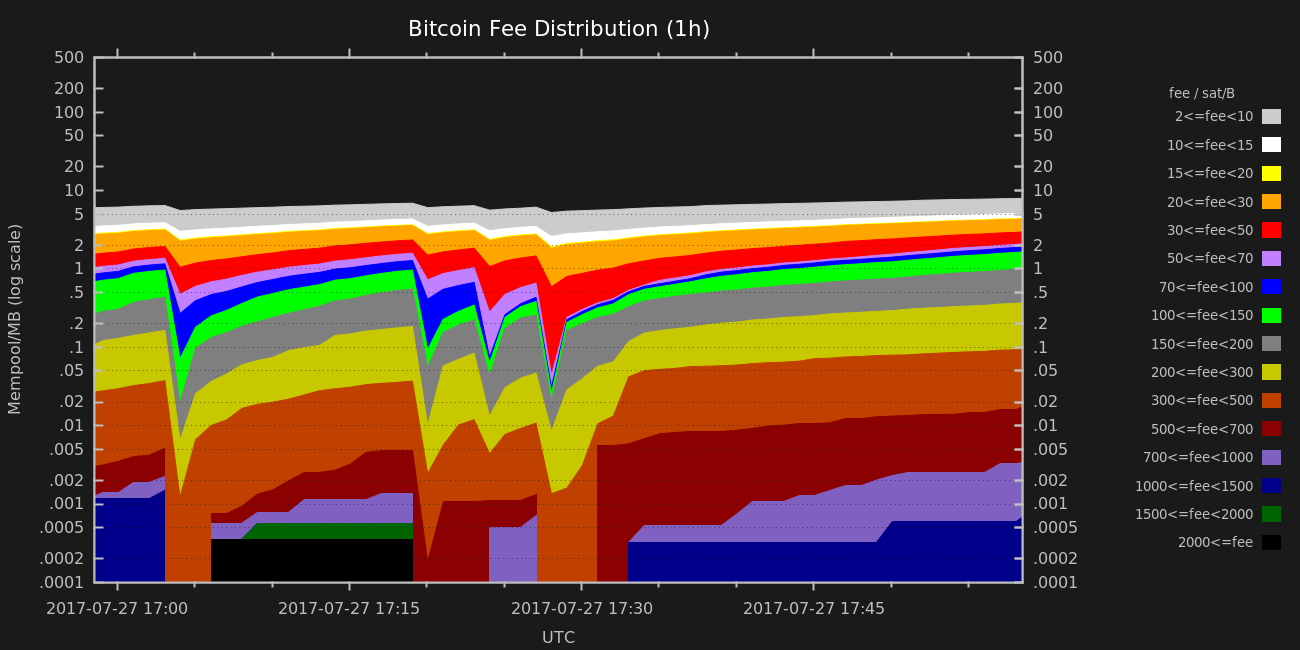 Bitcoin Fee Distribution (1h)
500 500
200 200
100 100
50 50
20 20
10 10
5 5
2 2
1 1
.5 .5
.2 .2
.1 .1
.05 .05
.02 .02
.01 .01
.005 .005
.002 .002
.001 .001
.0005 .0005
.0002 .0002
.0001 .0001
Mempool/MB (log scale)
2017-07-27 17:00 2017-07-27 17:15 2017-07-27 17:30 2017-07-27 17:45
UTC
fee / sat/B
2<=fee<10
10<=fee<15
15<=fee<20
20<=fee<30
30<=fee<50
50<=fee<70
70<=fee<100
100<=fee<150
150<=fee<200
200<=fee<300
300<=fee<500
500<=fee<700
700<=fee<1000
1000<=fee<1500
1500<=fee<2000
2000<=fee